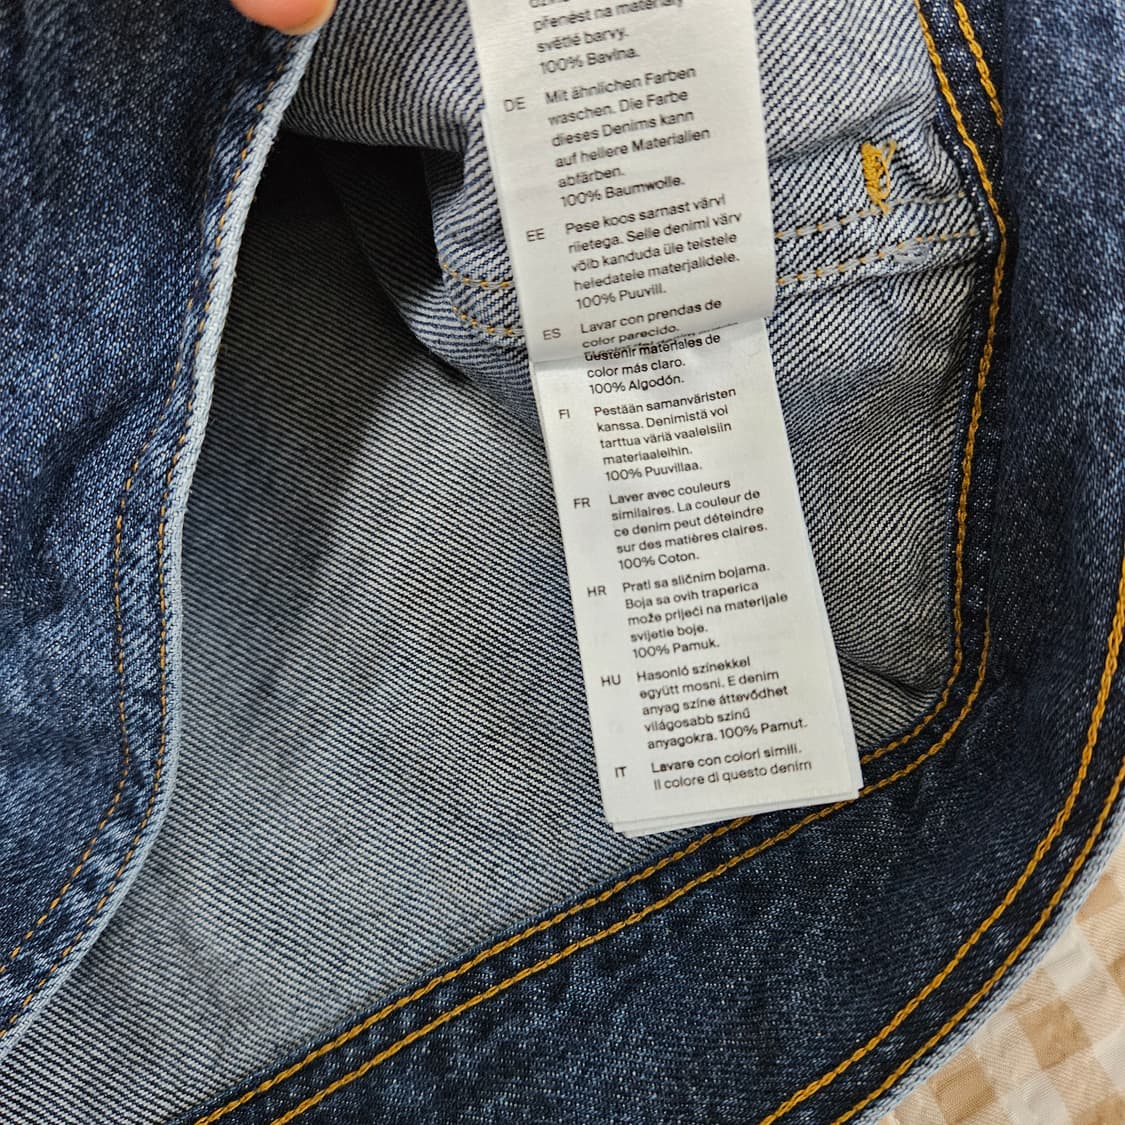 přenést na materiály
světlé barvy.
100% Bavlna.
DE Mit ähnlichen Farben
waschen. Die Farbe
dieses Denims kann
auf hellere Materialien
abfärben.
100% Baumwolle.
EE Pese koos sarnast värvi
riietega. Selle denimi värv
võib kanduda üle teistele
heledatele materjalidele.
100% Puuvill.
ES Lavar con prendas de
color parecido.
materiales de
color más claro.
100% Algodón.
FI Pestään samanväristen
kanssa. Denimistä voi
tarttua väriä vaaleisiin
materiaaleihin.
100% Puuvillaa.
FR Laver avec couleurs
similaires. La couleur de
ce denim peut déteindre
sur des matières claires.
100% Coton.
HR Prati sa sličnim bojama.
Boja sa ovih traperica
može prijeći na materijale
svijetle boje.
100% Pamuk.
HU Hasonló színekkel
együtt mosni. E denim
anyag színe áttevődhet
világosabb színű
anyagokra. 100% Pamut.
IT Lavare con colori simili.
Il colore di questo denim